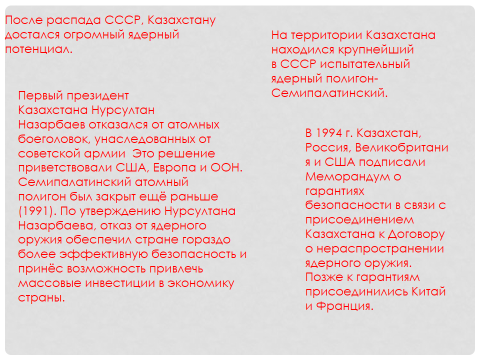 После распада СССР, Казахстану
достался огромный ядерный
потенциал.
На территории Казахстана
находился крупнейший
в СССР испытательный
ядерный полигон-
Семипалатинский.
Первый президент
Казахстана Нурсултан
Назарбаев отказался от атомных
боеголовок, унаследованных от
советской армии Это решение
приветствовали США, Европа и ООН.
Семипалатинский атомный
полигон был закрыт ещё раньше
(1991). По утверждению Нурсултана
Назарбаева, отказ от ядерного
оружия обеспечил стране гораздо
более эффективную безопасность и
принёс возможность привлечь
массовые инвестиции в экономику
страны.
В 1994 г. Казахстан,
Россия, Великобритани
я и США подписали
Меморандум о
гарантиях
безопасности в связи с
присоединением
Казахстана к Договору
о нераспространении
ядерного оружия.
Позже к гарантиям
присоединились Китай
и Франция.